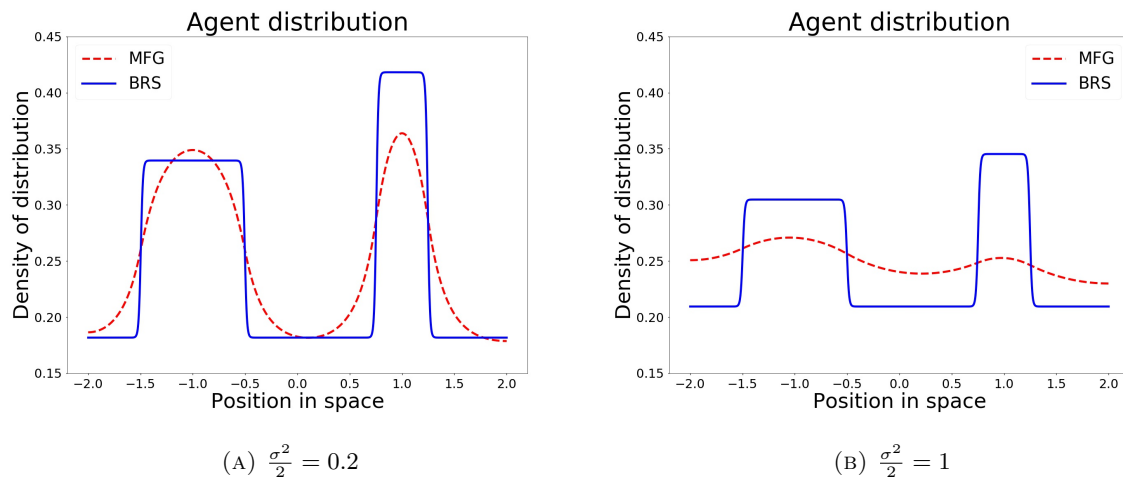 Agent distribution
MFG
BRS
Density of distribution
0.45
0.40
0.35
0.30
0.25
0.20
0.15
−2.0 −1.5 −1.0 −0.5 0.0 0.5 1.0 1.5 2.0
Position in space
(A) σ²/2 = 0.2
Agent distribution
MFG
BRS
Density of distribution
0.45
0.40
0.35
0.30
0.25
0.20
0.15
−2.0 −1.5 −1.0 −0.5 0.0 0.5 1.0 1.5 2.0
Position in space
(B) σ²/2 = 1